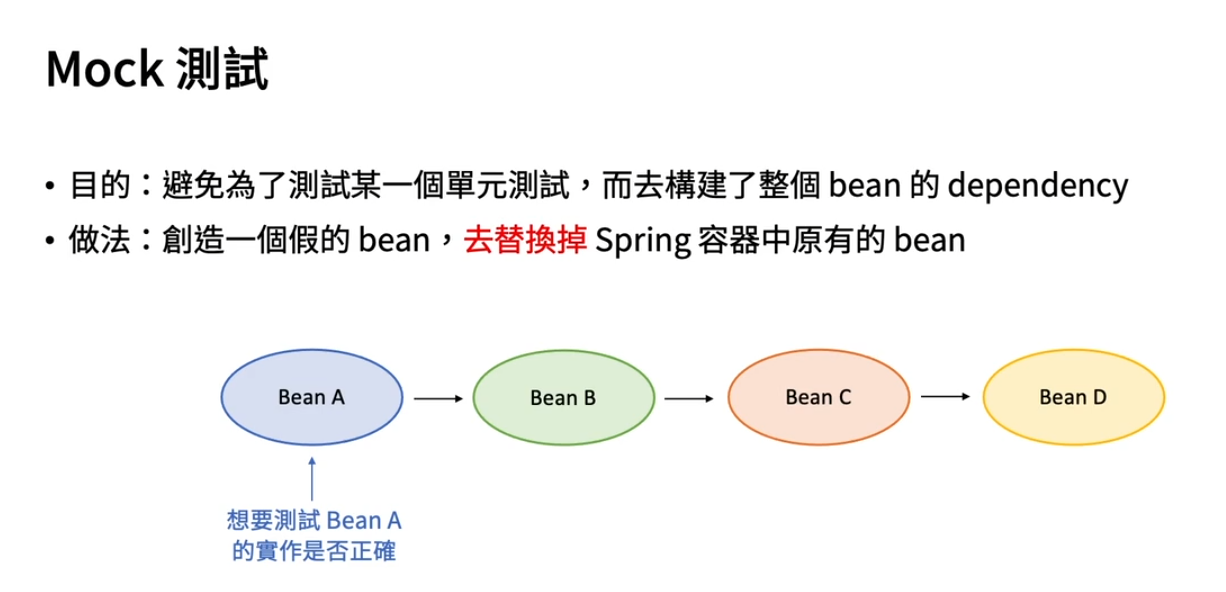 Mock 測試
• 目的：避免為了測試某一個單元測試，而去構建了整個 bean 的 dependency
• 做法：創造一個假的 bean，去替換掉 Spring 容器中原有的 bean
Bean A
Bean B
Bean C
Bean D
想要測試 Bean A
的實作是否正確